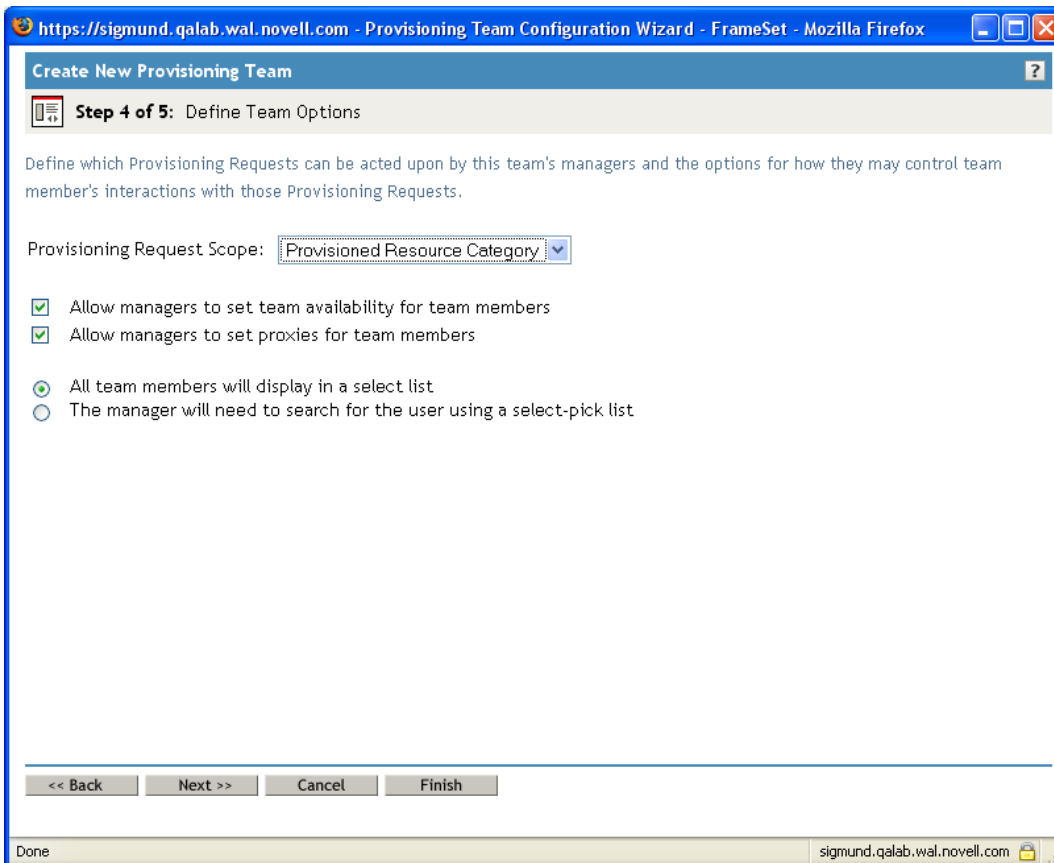 https://sigmund.qalab.wal.novell.com - Provisioning Team Configuration Wizard - FrameSet - Mozilla Firefox
Create New Provisioning Team
?
Step 4 of 5: Define Team Options
Define which Provisioning Requests can be acted upon by this team's managers and the options for how they may control team
member's interactions with those Provisioning Requests.
Provisioning Request Scope: Provisioned Resource Category
Allow managers to set team availability for team members
Allow managers to set proxies for team members
All team members will display in a select list
The manager will need to search for the user using a select-pick list
<< Back Next >> Cancel Finish
Done sigmund.qalab.wal.novell.com